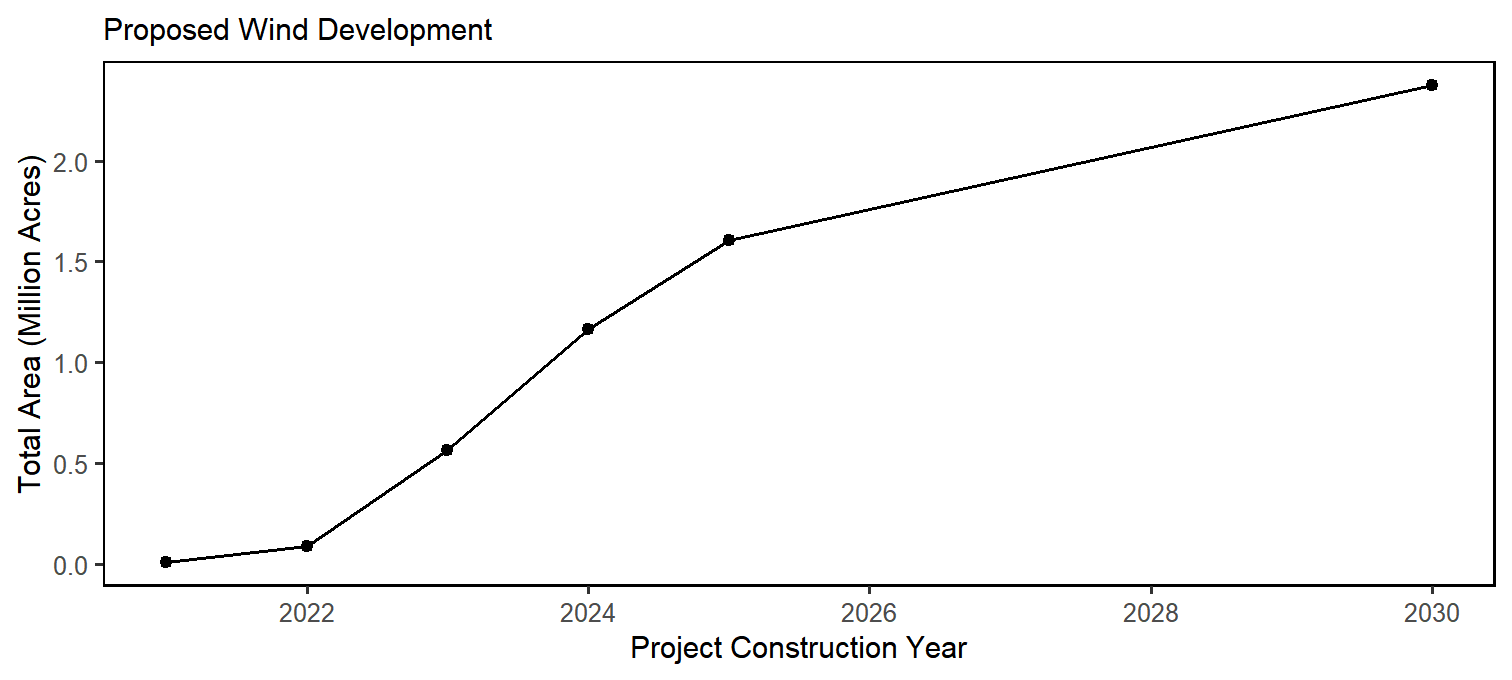 Proposed Wind Development
Total Area (Million Acres)
2.0
1.5
1.0
0.5
0.0
2022 2024 2026 2028 2030
Project Construction Year